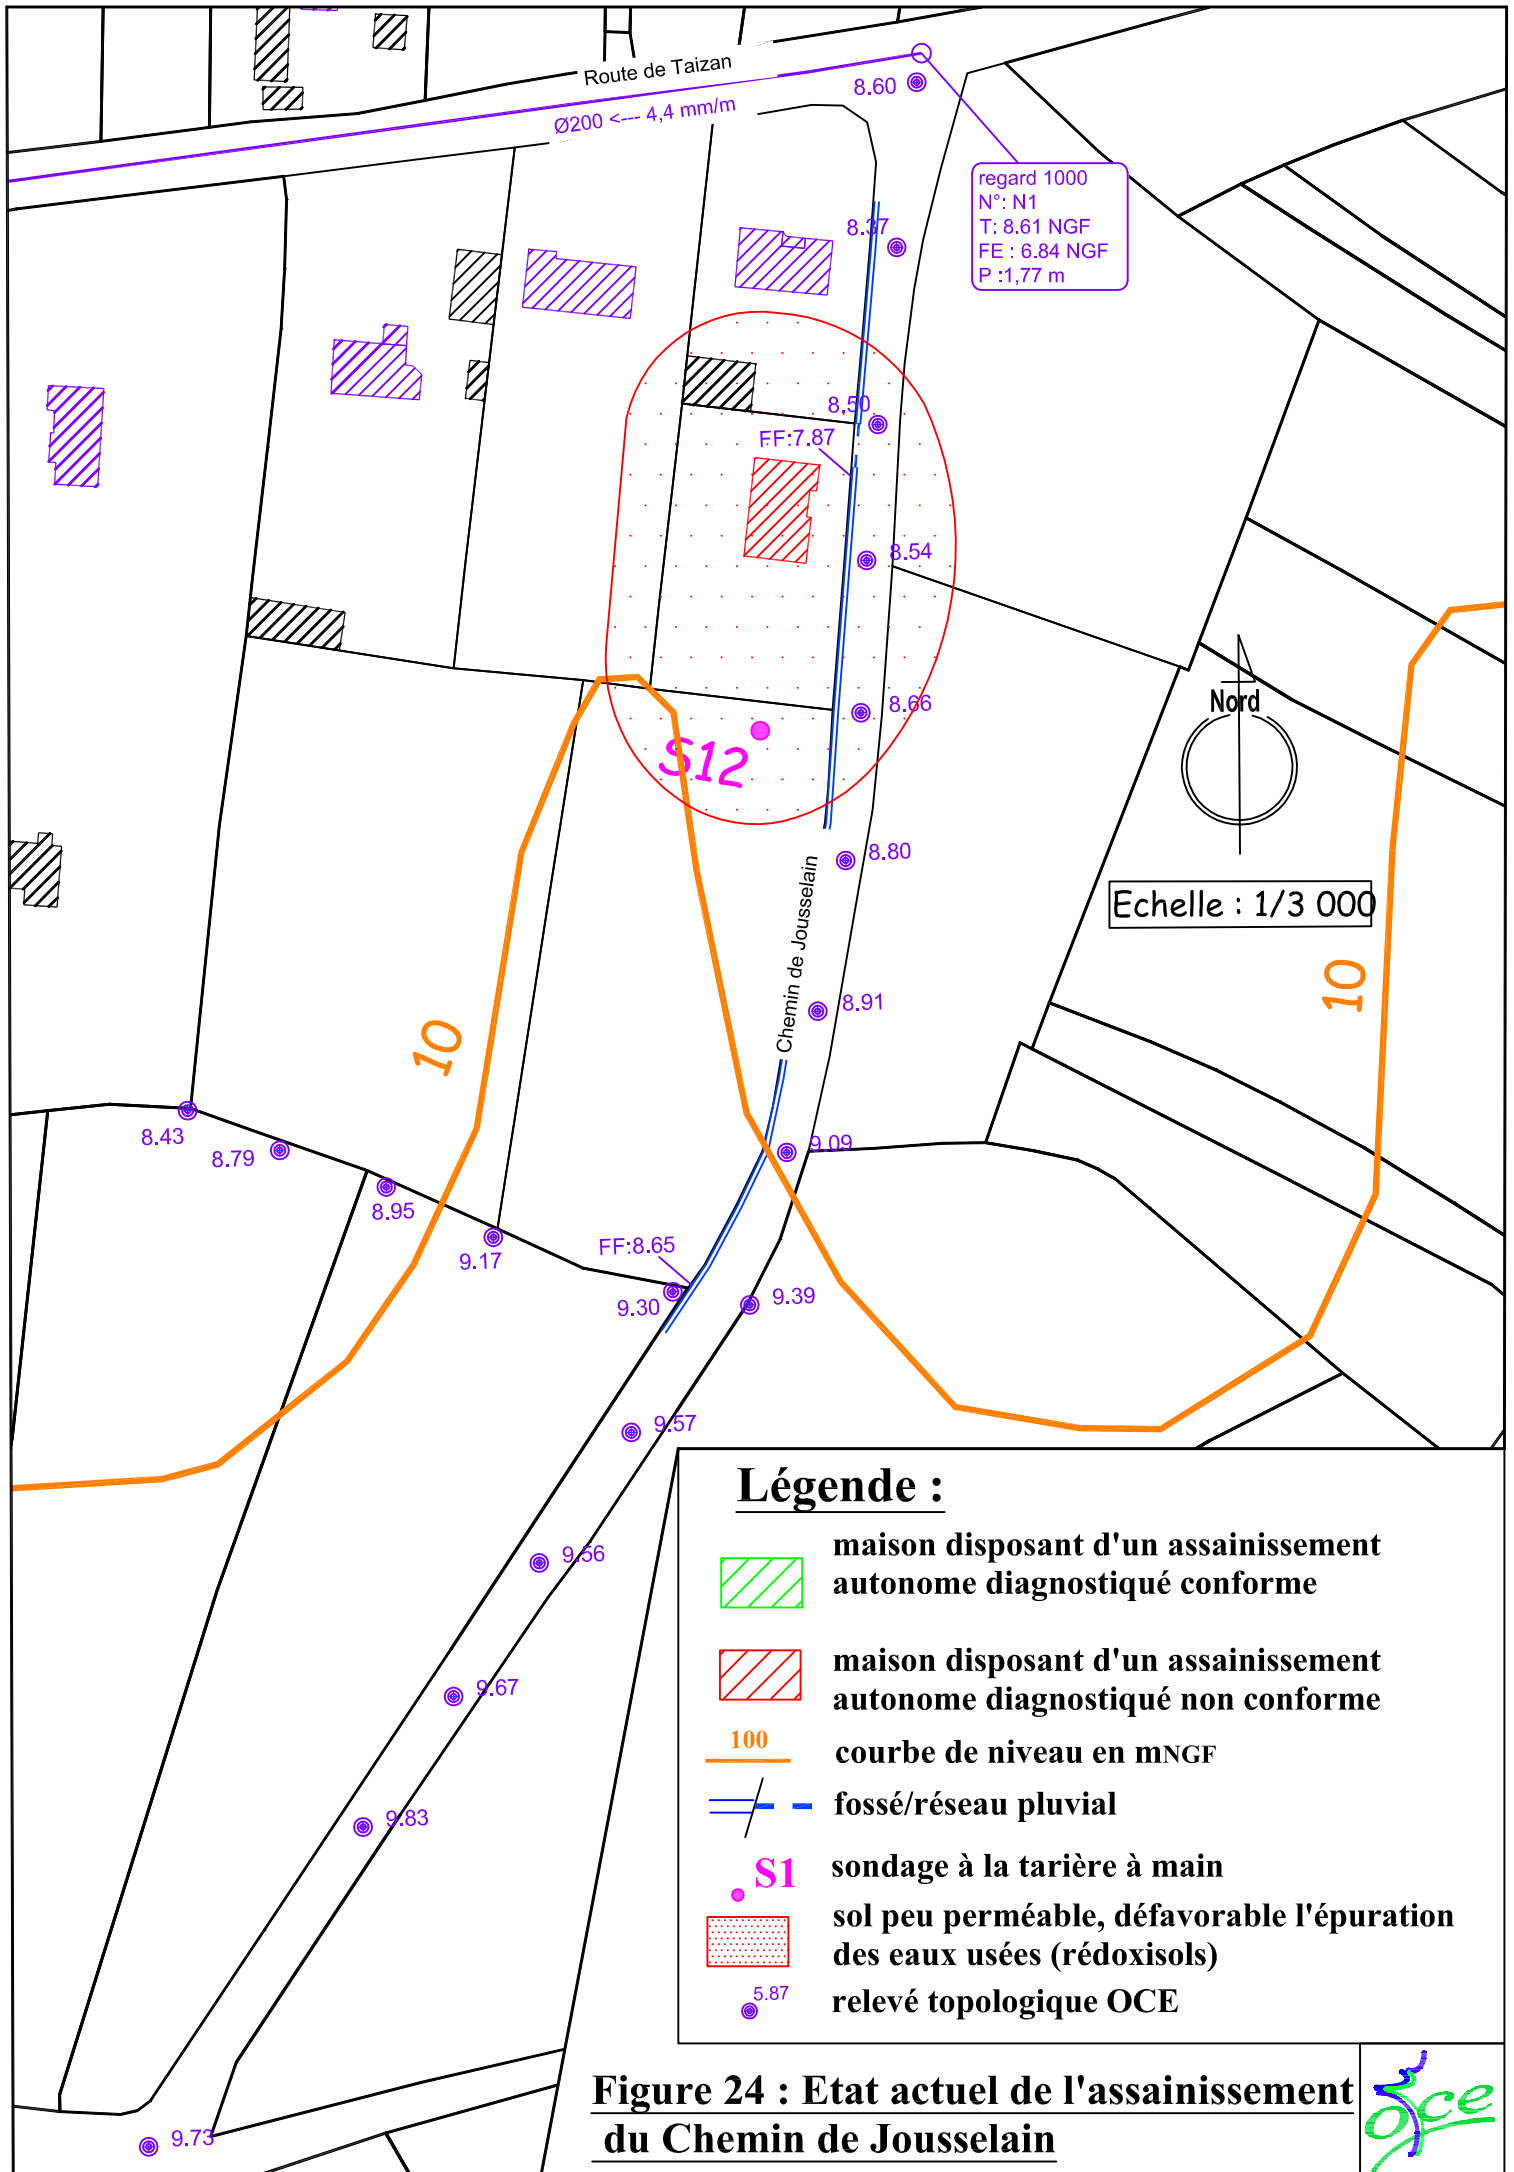 Route de Taizan
Ø200 <--- 4,4 mm/m
8.60
regard 1000
N°: N1
T: 8.61 NGF
FE : 6.84 NGF
P :1,77 m
8.37
8.50
FF:7.87
8.54
8.66
S12
Nord
8.80
Echelle : 1/3 000
Chemin de Jousselain
8.91
10
10
8.43
8.79
8.95
9.17
9.09
FF:8.65
9.30
9.39
9.57
9.56
9.67
9.83
9.73
Légende :
maison disposant d'un assainissement
autonome diagnostiqué conforme
maison disposant d'un assainissement
autonome diagnostiqué non conforme
100
courbe de niveau en mNGF
fossé/réseau pluvial
S1
sondage à la tarière à main
sol peu perméable, défavorable l'épuration
des eaux usées (rédoxisols)
5.87
relevé topologique OCE
Figure 24 : Etat actuel de l'assainissement
du Chemin de Jousselain
oce